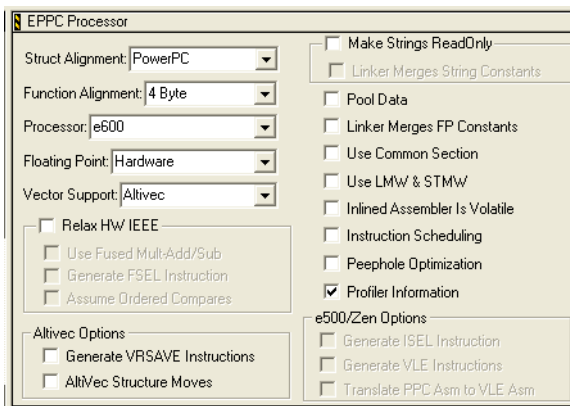 EPPC Processor
Struct Alignment: PowerPC
Function Alignment: 4 Byte
Processor: e600
Floating Point: Hardware
Vector Support: Altivec
Relax HW IEEE
Use Fused Mult-Add/Sub
Generate FSEL Instruction
Assume Ordered Compares
Altivec Options
Generate VRSAVE Instructions
AltiVec Structure Moves
Make Strings ReadOnly
Linker Merges String Constants
Pool Data
Linker Merges FP Constants
Use Common Section
Use LMW & STMW
Inlined Assembler Is Volatile
Instruction Scheduling
Peephole Optimization
Profiler Information
e500/Zen Options
Generate ISEL Instruction
Generate VLE Instructions
Translate PPC Asm to VLE Asm